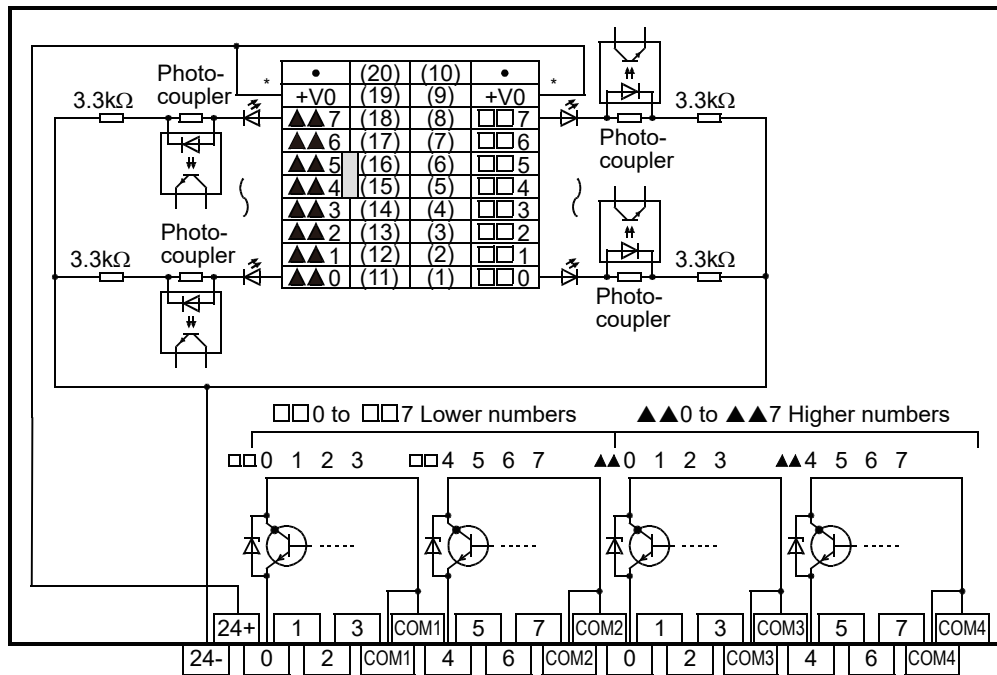 • (20) (10) •
* +V0 (19) (9) +V0 *
Photo-
coupler
3.3kΩ
▲▲7 (18) (8) □□7
3.3kΩ
Photo-
coupler
▲▲6 (17) (7) □□6
▲▲5 (16) (6) □□5
▲▲4 (15) (5) □□4
▲▲3 (14) (4) □□3
▲▲2 (13) (3) □□2
▲▲1 (12) (2) □□1
▲▲0 (11) (1) □□0
Photo-
coupler
3.3kΩ
3.3kΩ
Photo-
coupler
□□0 to □□7 Lower numbers ▲▲0 to ▲▲7 Higher numbers
□□0 1 2 3 □□4 5 6 7 ▲▲0 1 2 3 ▲▲4 5 6 7
24+ 1 3 COM1 5 7 COM2 1 3 COM3 5 7 COM4
24- 0 2 COM1 4 6 COM2 0 2 COM3 4 6 COM4